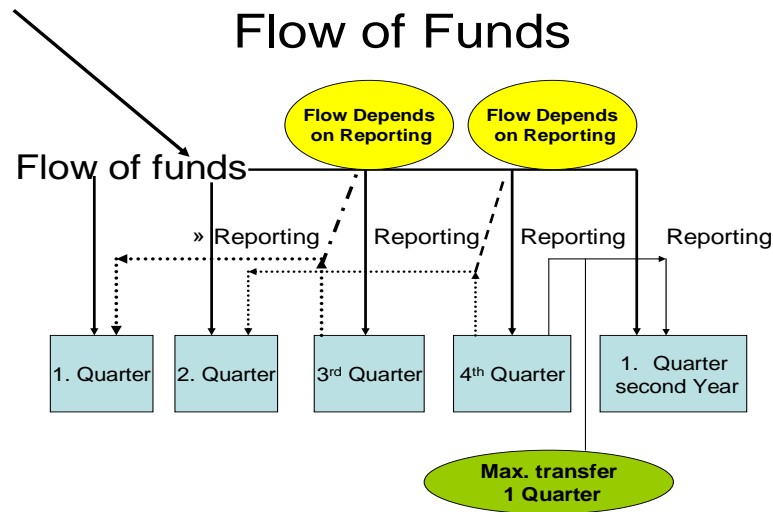 Flow of Funds
Flow Depends
on Reporting
Flow Depends
on Reporting
Flow of funds
» Reporting
Reporting
Reporting
Reporting
1. Quarter
2. Quarter
3rd Quarter
4th Quarter
1. Quarter
second Year
Max. transfer
1 Quarter